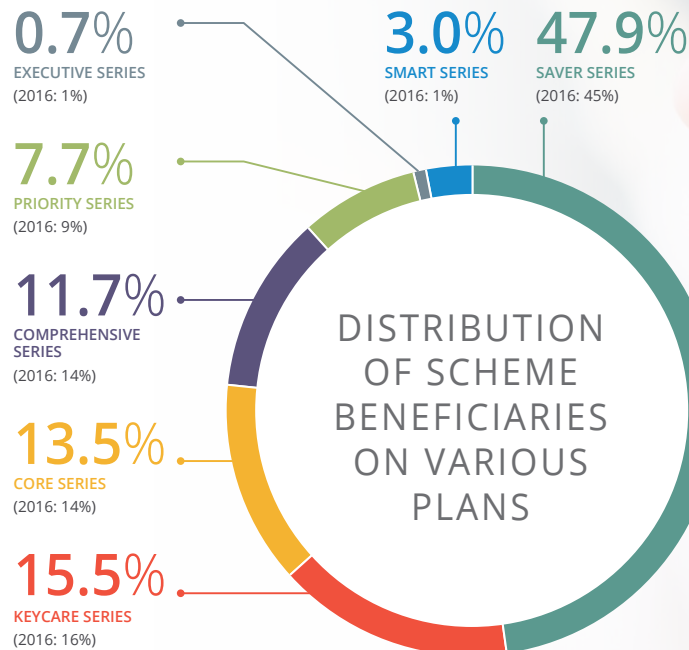 0.7%
EXECUTIVE SERIES
(2016: 1%)
3.0%
SMART SERIES
(2016: 1%)
47.9%
SAVER SERIES
(2016: 45%)
7.7%
PRIORITY SERIES
(2016: 9%)
11.7%
COMPREHENSIVE
SERIES
(2016: 14%)
13.5%
CORE SERIES
(2016: 14%)
15.5%
KEYCARE SERIES
(2016: 16%)
DISTRIBUTION
OF SCHEME
BENEFICIARIES
ON VARIOUS
PLANS